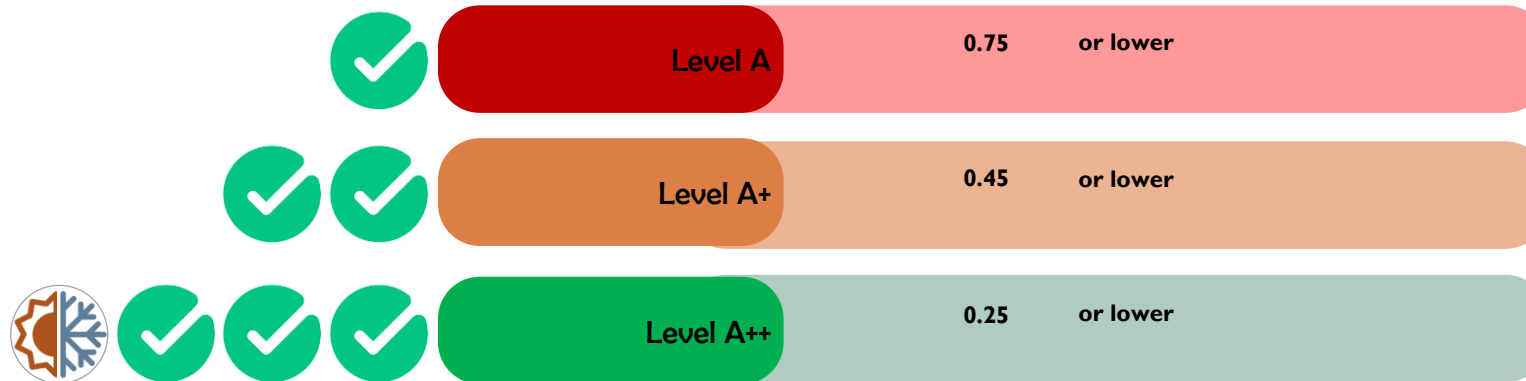 Level A 0.75 or lower
Level A+ 0.45 or lower
Level A++ 0.25 or lower